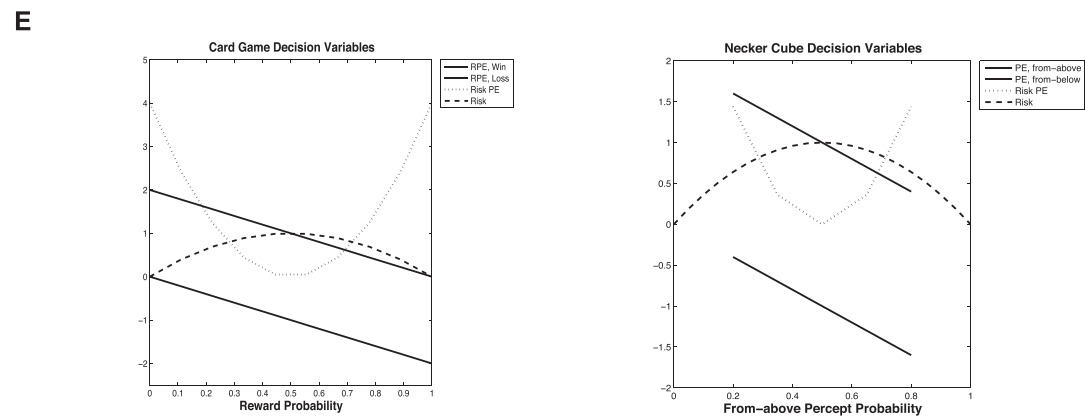 E
Card Game Decision Variables
5
4
3
2
1
0
−1
−2
0 0.1 0.2 0.3 0.4 0.5 0.6 0.7 0.8 0.9 1
Reward Probability
RPE, Win
RPE, Loss
Risk PE
Risk
Necker Cube Decision Variables
2
1.5
1
0.5
0
−0.5
−1
−1.5
−2
0 0.2 0.4 0.6 0.8 1
From−above Percept Probability
PE, from−above
PE, from−below
Risk PE
Risk